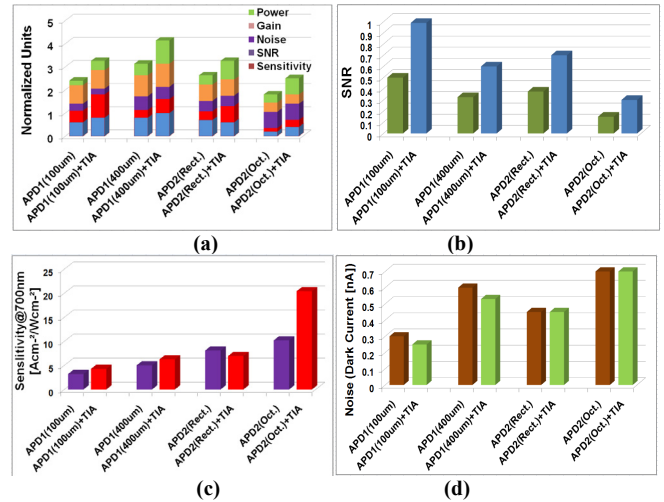 Normalized Units
5
4
3
2
1
0
Power
Gain
Noise
SNR
Sensitivity
APD1(100um)
APD1(100um)+TIA
APD1(400um)
APD1(400um)+TIA
APD2(Rect.)
APD2(Rect.)+TIA
APD2(Oct.)
APD2(Oct.)+TIA
(a)
SNR
1
0.9
0.8
0.7
0.6
0.5
0.4
0.3
0.2
0.1
0
APD1(100um)
APD1(100um)+TIA
APD1(400um)
APD1(400um)+TIA
APD2(Rect.)
APD2(Rect.)+TIA
APD2(Oct.)
APD2(Oct.)+TIA
(b)
Sensitivity@700nm
[Acm⁻²/Wcm⁻²]
25
20
15
10
5
0
APD1(100um)
APD1(100um)+TIA
APD1(400um)
APD1(400um)+TIA
APD2(Rect.)
APD2(Rect.)+TIA
APD2(Oct.)
APD2(Oct.)+TIA
(c)
Noise (Dark Current [nA])
0.7
0.6
0.5
0.4
0.3
0.2
0.1
0
APD1(100um)
APD1(100um)+TIA
APD1(400um)
APD1(400um)+TIA
APD2(Rect.)
APD2(Rect.)+TIA
APD2(Oct.)
APD2(Oct.)+TIA
(d)